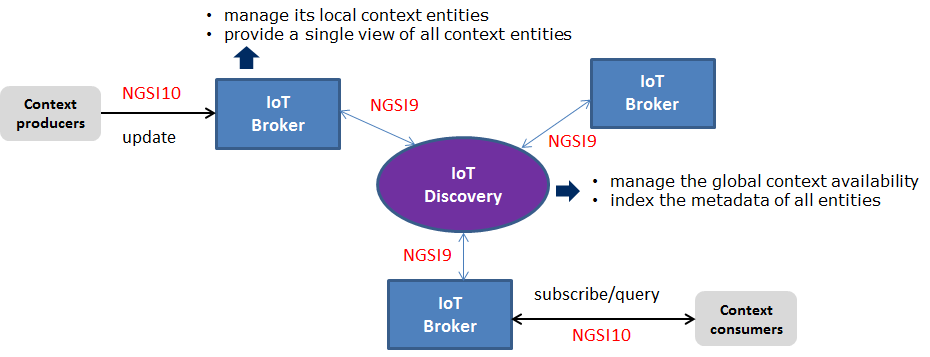 • manage its local context entities
• provide a single view of all context entities
Context
producers
NGSI10
update
IoT
Broker
NGSI9
IoT
Broker
NGSI9
IoT
Discovery
• manage the global context availability
• index the metadata of all entities
NGSI9
IoT
Broker
subscribe/query
NGSI10
Context
consumers